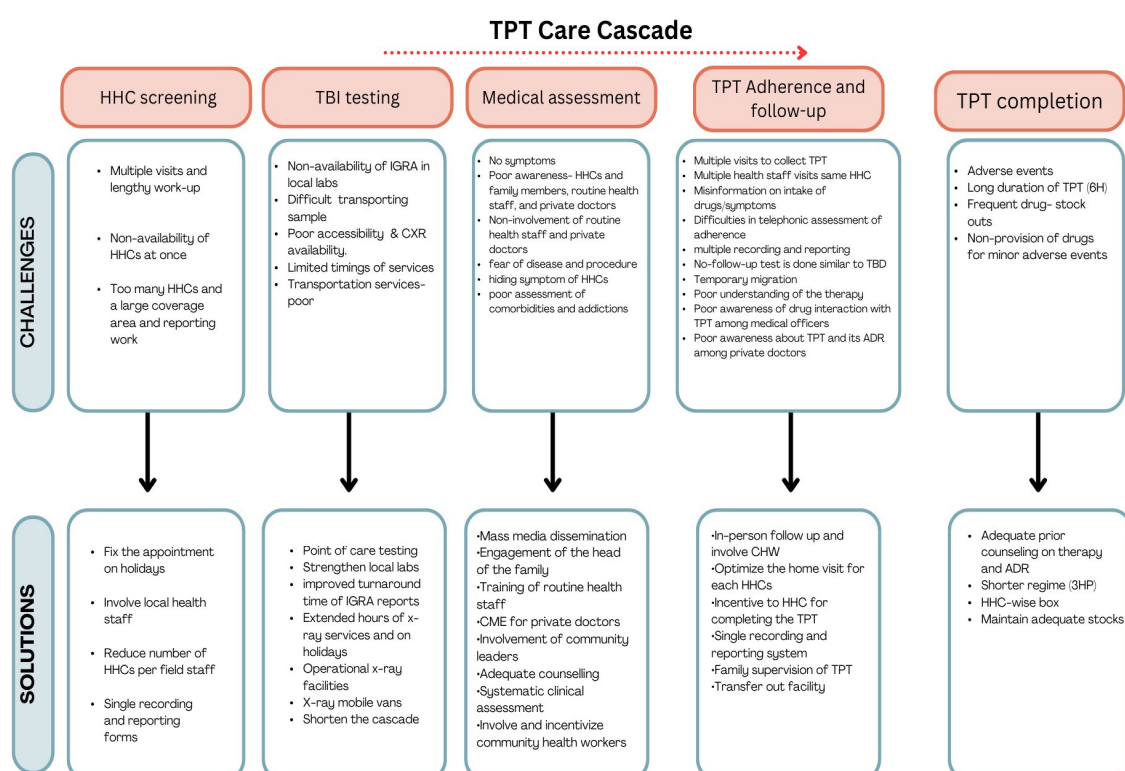 TPT Care Cascade
HHC screening
TBI testing
Medical assessment
TPT Adherence and
follow-up
TPT completion
CHALLENGES
• Multiple visits and
lengthy work-up
• Non-availability of
HHCs at once
• Too many HHCs and
a large coverage
area and reporting
work
• Non-availability of IGRA in
local labs
• Difficult transporting
sample
• Poor accessibility & CXR
availability.
• Limited timings of services
• Transportation services-
poor
• No symptoms
• Poor awareness- HHCs and
family members, routine health
staff, and private doctors
• Non-involvement of routine
health staff and private
doctors
• fear of disease and procedure
• hiding symptom of HHCs
• poor assessment of
comorbidities and addictions
• Multiple visits to collect TPT
• Multiple health staff visits same HHC
• Misinformation on intake of
drugs/symptoms
• Difficulties in telephonic assessment of
adherence
• multiple recording and reporting
• No-follow-up test is done similar to TBD
• Temporary migration
• Poor understanding of the therapy
• Poor awareness of drug interaction with
TPT among medical officers
• Poor awareness about TPT and its ADR
among private doctors
• Adverse events
• Long duration of TPT (6H)
• Frequent drug- stock
outs
• Non-provision of drugs
for minor adverse events
SOLUTIONS
• Fix the appointment
on holidays
• Involve local health
staff
• Reduce number of
HHCs per field staff
• Single recording
and reporting
forms
• Point of care testing
• Strengthen local labs
• improved turnaround
time of IGRA reports
• Extended hours of x-
ray services and on
holidays
• Operational x-ray
facilities
• X-ray mobile vans
• Shorten the cascade
•Mass media dissemination
•Engagement of the head
of the family
•Training of routine health
staff
•CME for private doctors
•Involvement of community
leaders
•Adequate counselling
•Systematic clinical
assessment
•Involve and incentivize
community health workers
•In-person follow up and
involve CHW
•Optimize the home visit for
each HHCs
•Incentive to HHC for
completing the TPT
•Single recording and
reporting system
•Family supervision of TPT
•Transfer out facility
• Adequate prior
counseling on therapy
and ADR
• Shorter regime (3HP)
• HHC-wise box
• Maintain adequate stocks